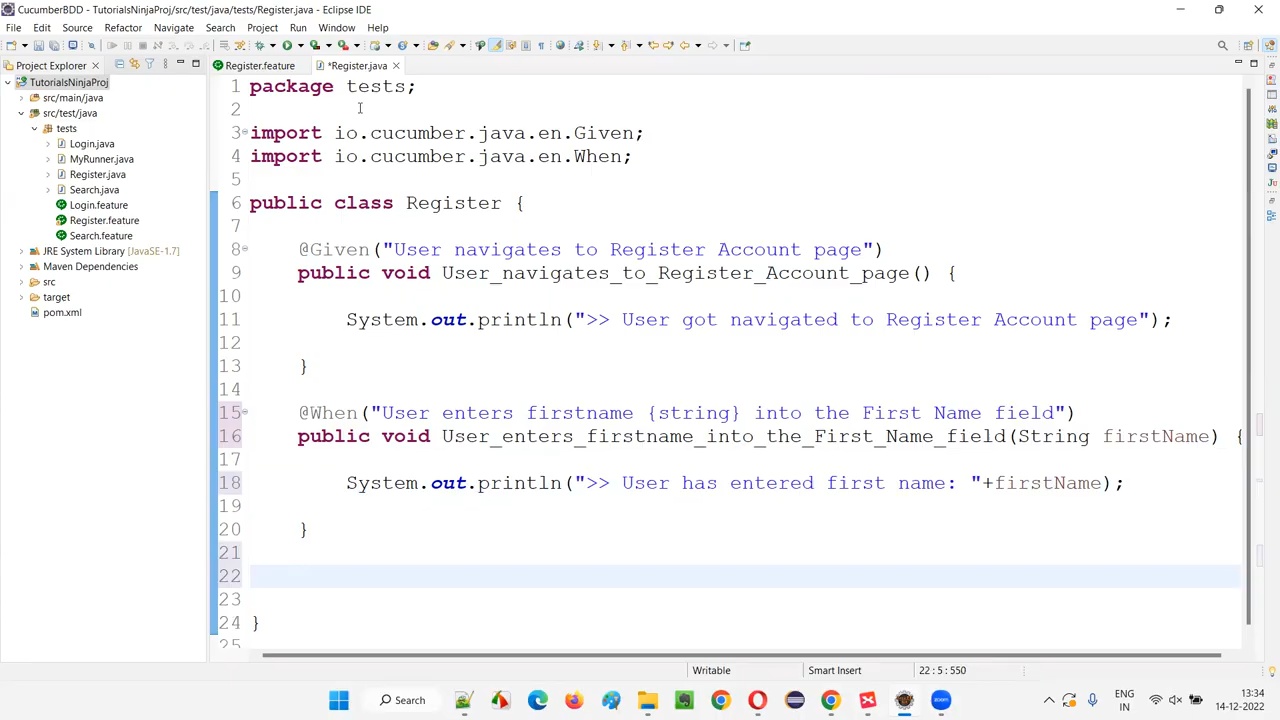 CucumberBDD - TutorialsNinjaProj/src/test/java/tests/Register.java - Eclipse IDE
File Edit Source Refactor Navigate Search Project Run Window Help
Project Explorer
Register.feature
*Register.java
TutorialsNinjaProj
src/main/java
src/test/java
tests
Login.java
MyRunner.java
Register.java
Search.java
Login.feature
Register.feature
Search.feature
JRE System Library [JavaSE-1.7]
Maven Dependencies
src
target
pom.xml
1 package tests;
2
3 import io.cucumber.java.en.Given;
4 import io.cucumber.java.en.When;
5
6 public class Register {
7
8 @Given("User navigates to Register Account page")
9 public void User_navigates_to_Register_Account_page() {
10
11 System.out.println(">> User got navigated to Register Account page");
12
13 }
14
15 @When("User enters firstname {string} into the First Name field")
16 public void User_enters_firstname_into_the_First_Name_field(String firstName) {
17
18 System.out.println(">> User has entered first name: "+firstName);
19
20 }
21
22
23
24 }
25
Writable Smart Insert 22 : 5 : 550
Search
ENG
IN
13:34
14-12-2022